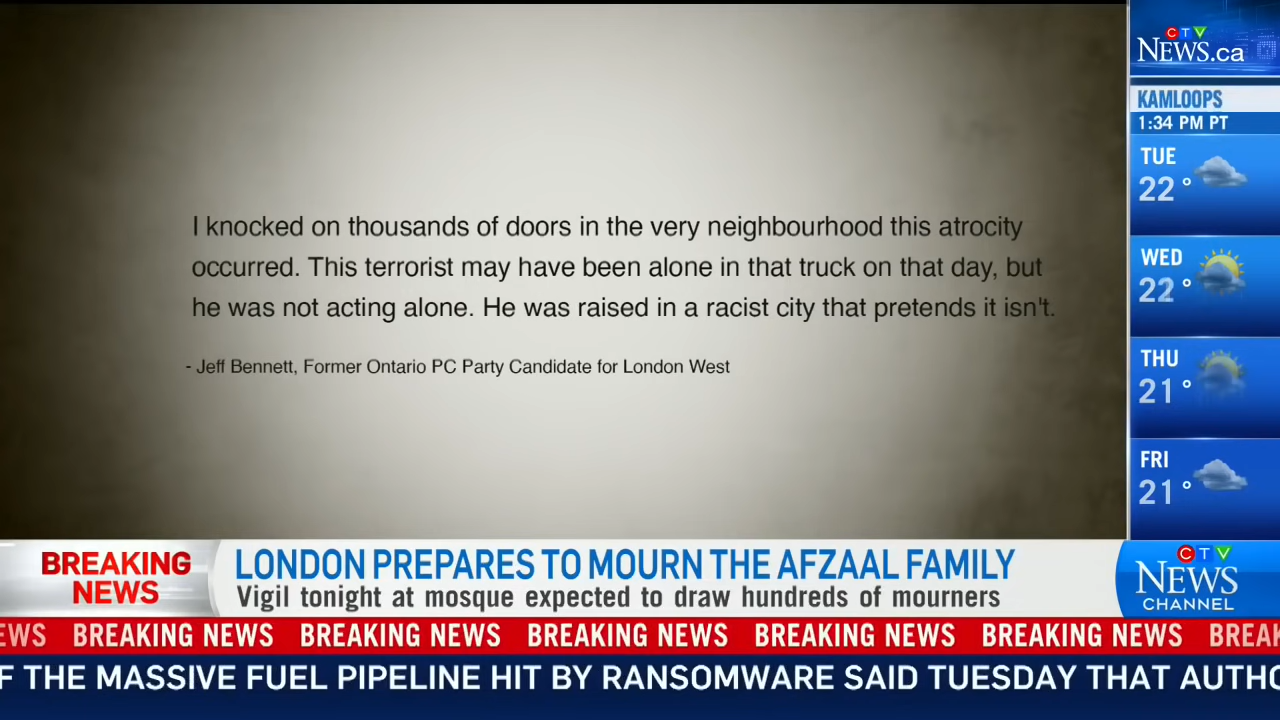 I knocked on thousands of doors in the very neighbourhood this atrocity
occurred. This terrorist may have been alone in that truck on that day, but
he was not acting alone. He was raised in a racist city that pretends it isn't.
- Jeff Bennett, Former Ontario PC Party Candidate for London West
CTV
NEWS.ca
KAMLOOPS
1:34 PM PT
TUE
22°
WED
22°
THU
21°
FRI
21°
BREAKING
NEWS
LONDON PREPARES TO MOURN THE AFZAAL FAMILY
Vigil tonight at mosque expected to draw hundreds of mourners
CTV
NEWS
CHANNEL
EWS BREAKING NEWS BREAKING NEWS BREAKING NEWS BREAKING NEWS BREAKING NEWS BREA
F THE MASSIVE FUEL PIPELINE HIT BY RANSOMWARE SAID TUESDAY THAT AUTHO